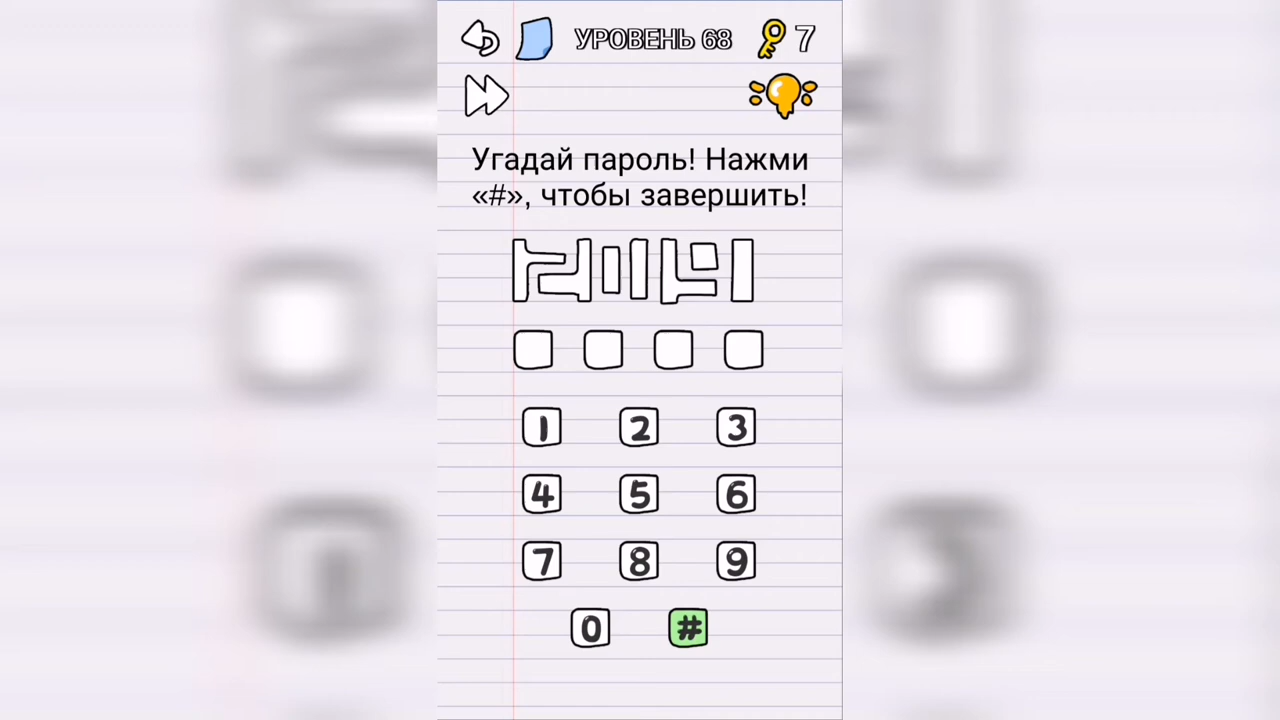 УРОВЕНЬ 68
7
Угадай пароль! Нажми
«#», чтобы завершить!
1 2 3
4 5 6
7 8 9
0 #